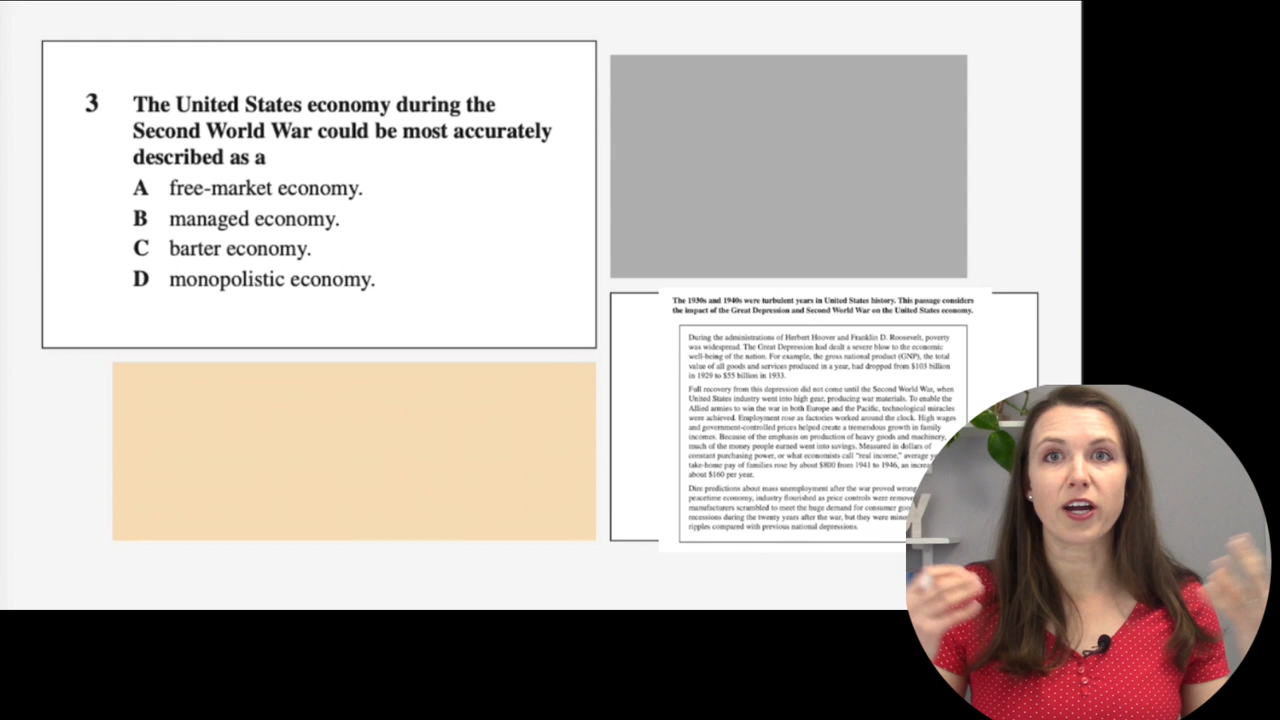 3 The United States economy during the
Second World War could be most accurately
described as a
A free-market economy.
B managed economy.
C barter economy.
D monopolistic economy.
The 1930s and 1940s were turbulent years in United States history. This passage considers
the impact of the Great Depression and Second World War on the United States economy.
During the administrations of Herbert Hoover and Franklin D. Roosevelt, poverty
was widespread. The Great Depression had dealt a severe blow to the economic
well-being of the nation. For example, the gross national product (GNP), the total
value of all goods and services produced in a year, had dropped from $103 billion
in 1929 to $55 billion in 1933.
Full recovery from this depression did not come until the Second World War, when
United States industry went into high gear, producing war materials. To enable the
Allied armies to win the war in both Europe and the Pacific, technological miracles
were achieved. Employment rose as factories worked around the clock. High wages
and government-controlled prices helped create a tremendous growth in family
incomes. Because of the emphasis on production of heavy goods and machinery,
much of the money people earned went into savings. Measured in dollars of
constant purchasing power, or what economists call "real income," average
take-home pay of families rose by about $800 from 1941 to 1946, an
about $160 per year.
Dire predictions about mass unemployment after the war proved
peacetime economy, industry flourished as price controls were
manufacturers scrambled to meet the huge demand for consumer
recessions during the twenty years after the war, but they were
ripples compared with previous national depressions.